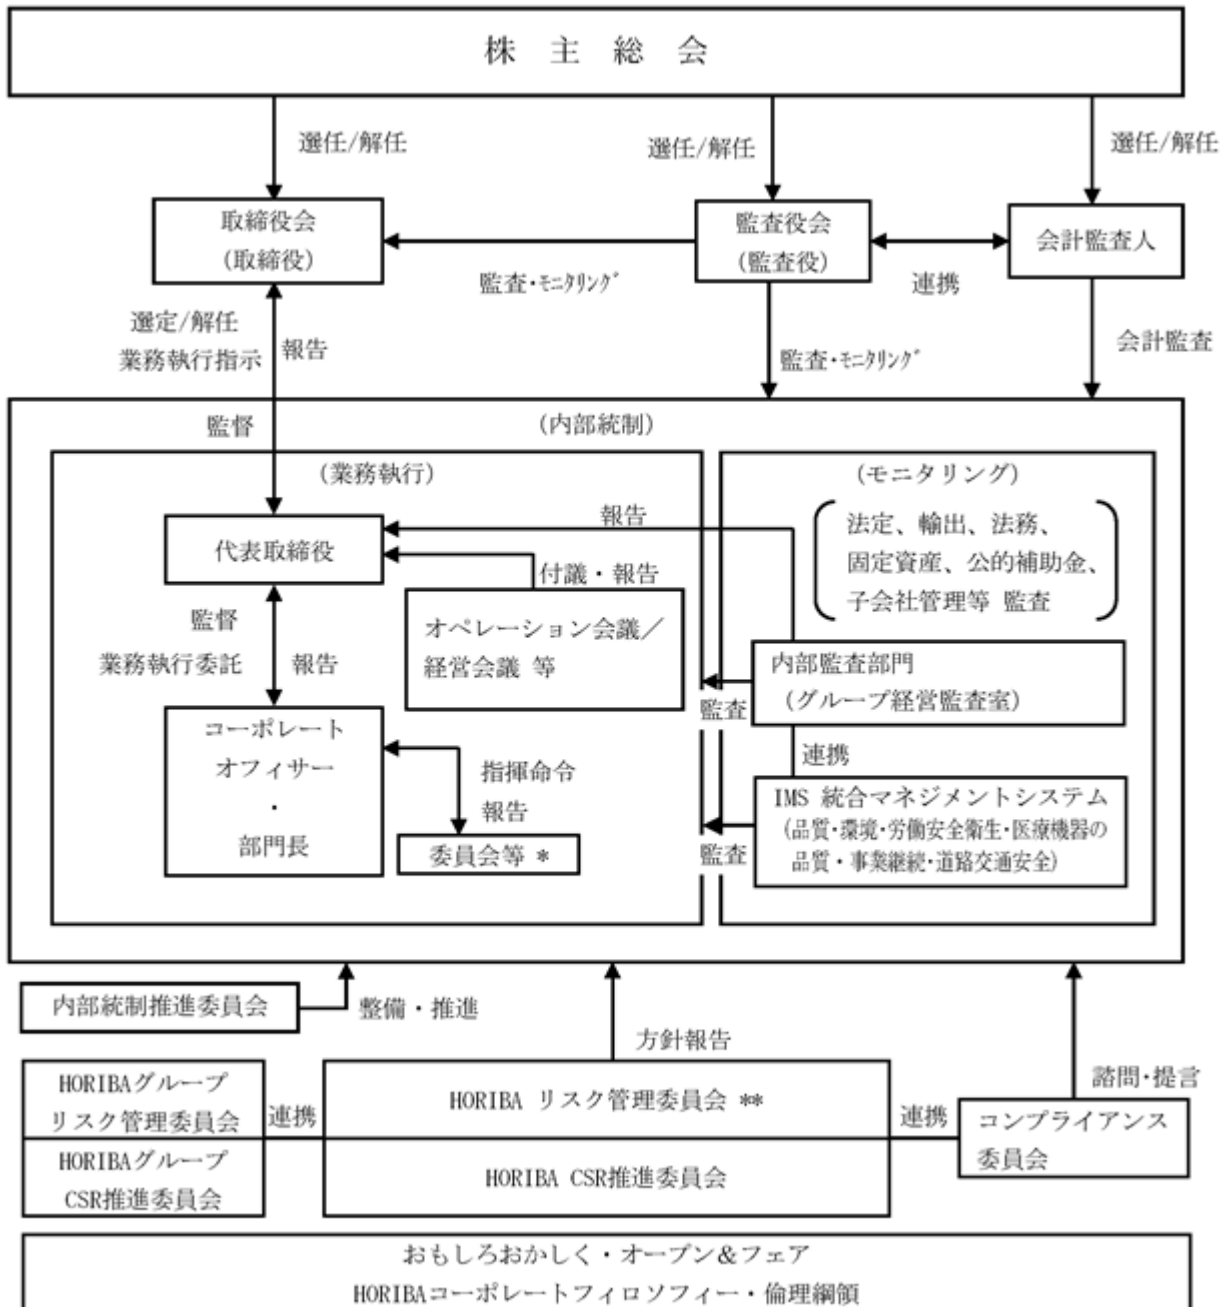 株　主　総　会
選任/解任
選任/解任
選任/解任
取締役会
(取締役)
監査役会
(監査役)
会計監査人
監査・ﾓﾆﾀﾘﾝｸﾞ
連携
選定/解任
業務執行指示
報告
監査・ﾓﾆﾀﾘﾝｸﾞ
会計監査
監督
(内部統制)
(業務執行)
(モニタリング)
代表取締役
報告
法定、輸出、法務、
固定資産、公的補助金、
子会社管理等 監査
付議・報告
オペレーション会議／
経営会議 等
監督
業務執行委託
報告
内部監査部門
(グループ経営監査室)
監査
連携
コーポレート
オフィサー
・
部門長
指揮命令
報告
委員会等 *
IMS 統合マネジメントシステム
(品質・環境・労働安全衛生・医療機器の
品質・事業継続・道路交通安全)
監査
内部統制推進委員会
整備・推進
方針報告
諮問・提言
HORIBAグループ
リスク管理委員会
HORIBAグループ
CSR推進委員会
連携
HORIBA リスク管理委員会 **
HORIBA CSR推進委員会
連携
コンプライアンス
委員会
おもしろおかしく・オープン＆フェア
HORIBAコーポレートフィロソフィー・倫理綱領